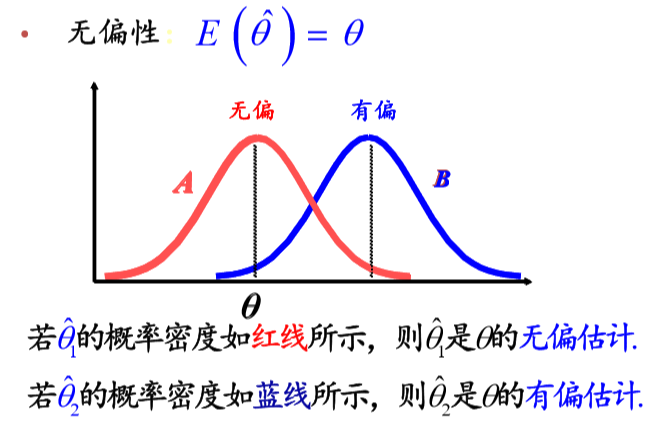 • 无偏性: E(θ̂) = θ
无偏 有偏
A B
θ
若θ̂₁的概率密度如红线所示，则θ̂₁是θ的无偏估计.
若θ̂₂的概率密度如蓝线所示，则θ̂₂是θ的有偏估计.